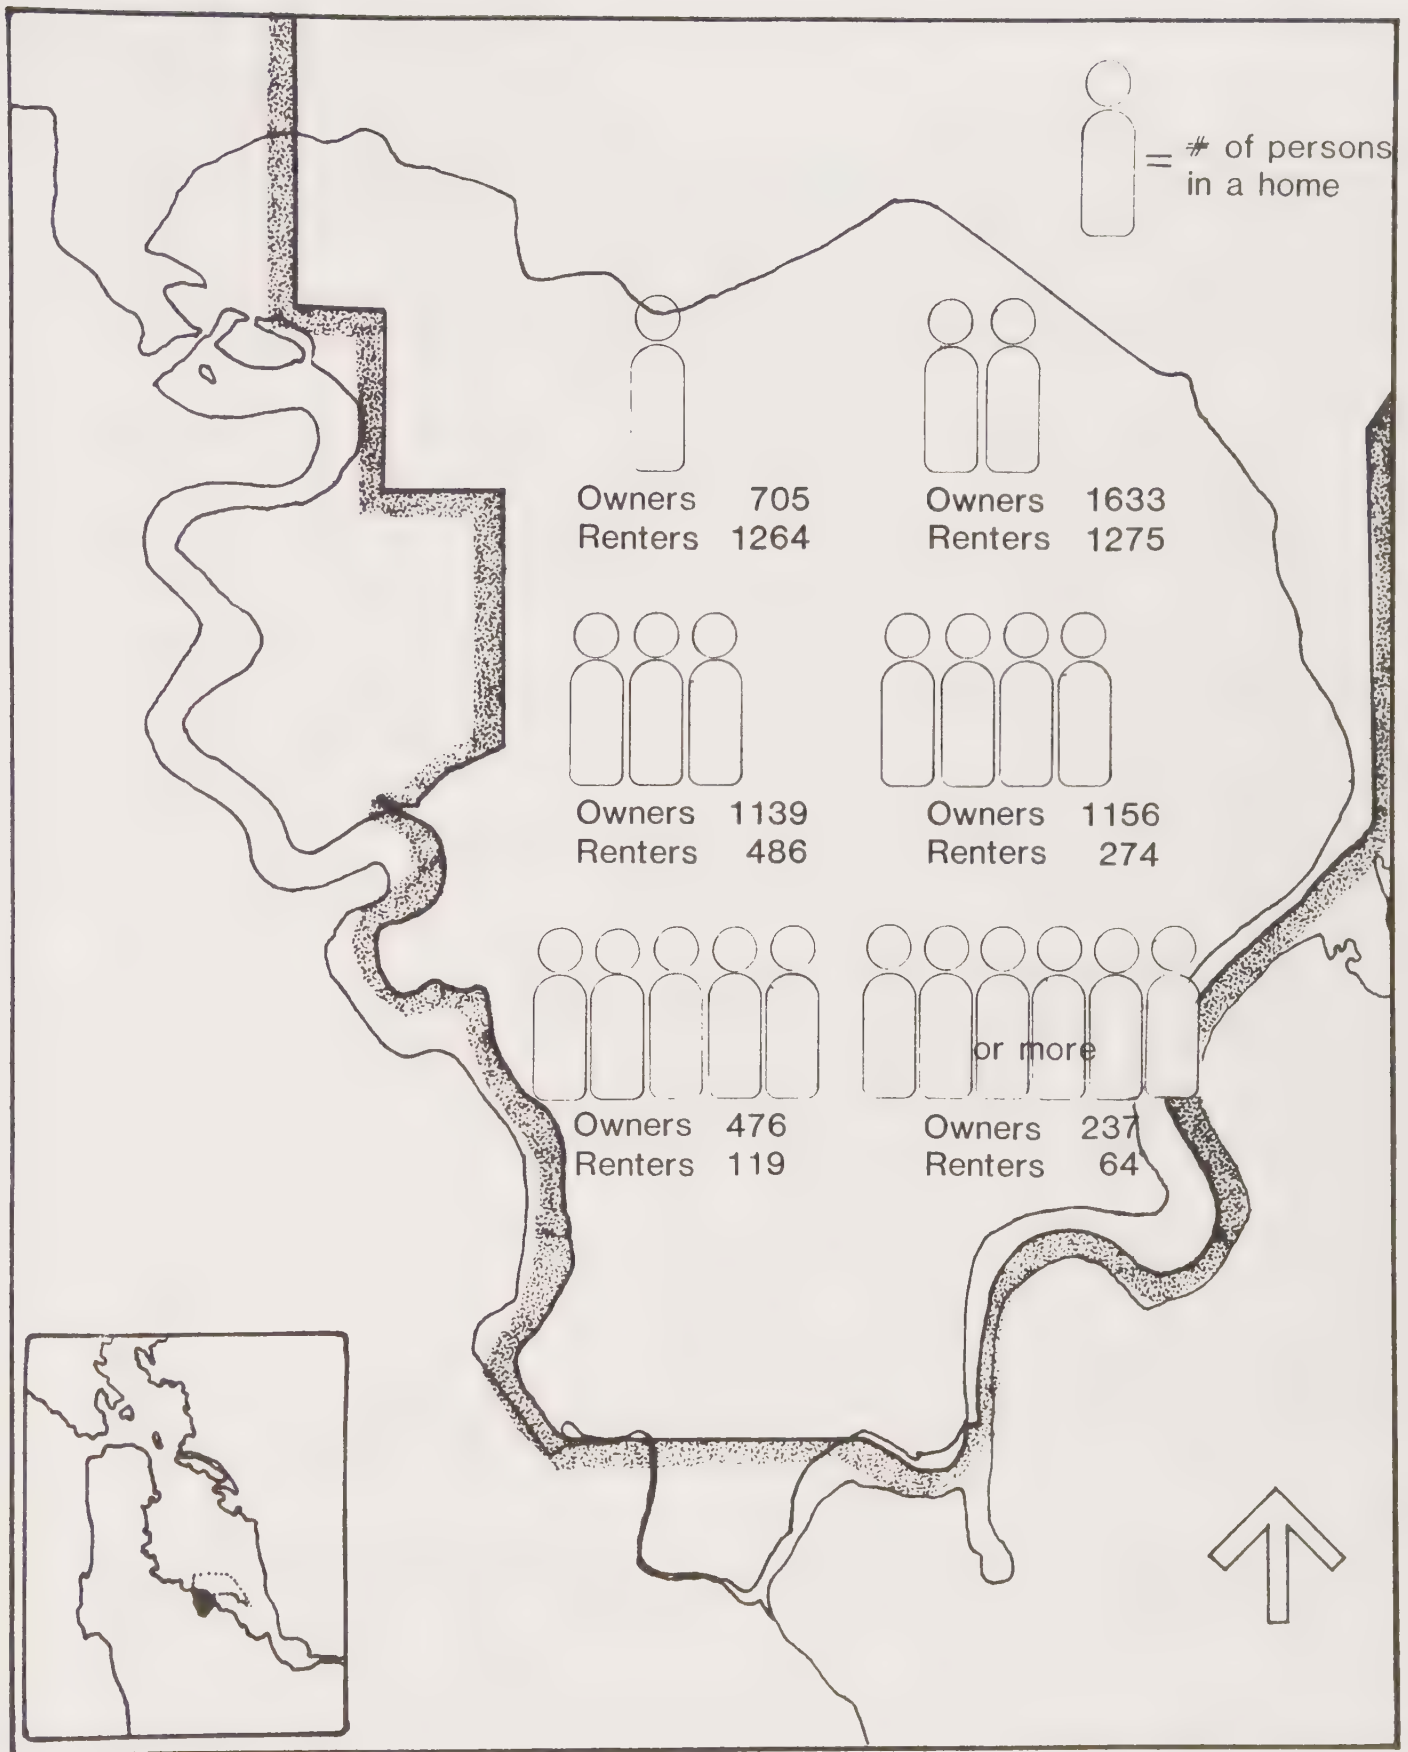 = # of persons
in a home
Owners 705
Renters 1264
Owners 1633
Renters 1275
Owners 1139
Renters 486
Owners 1156
Renters 274
or more
Owners 476
Renters 119
Owners 237
Renters 64